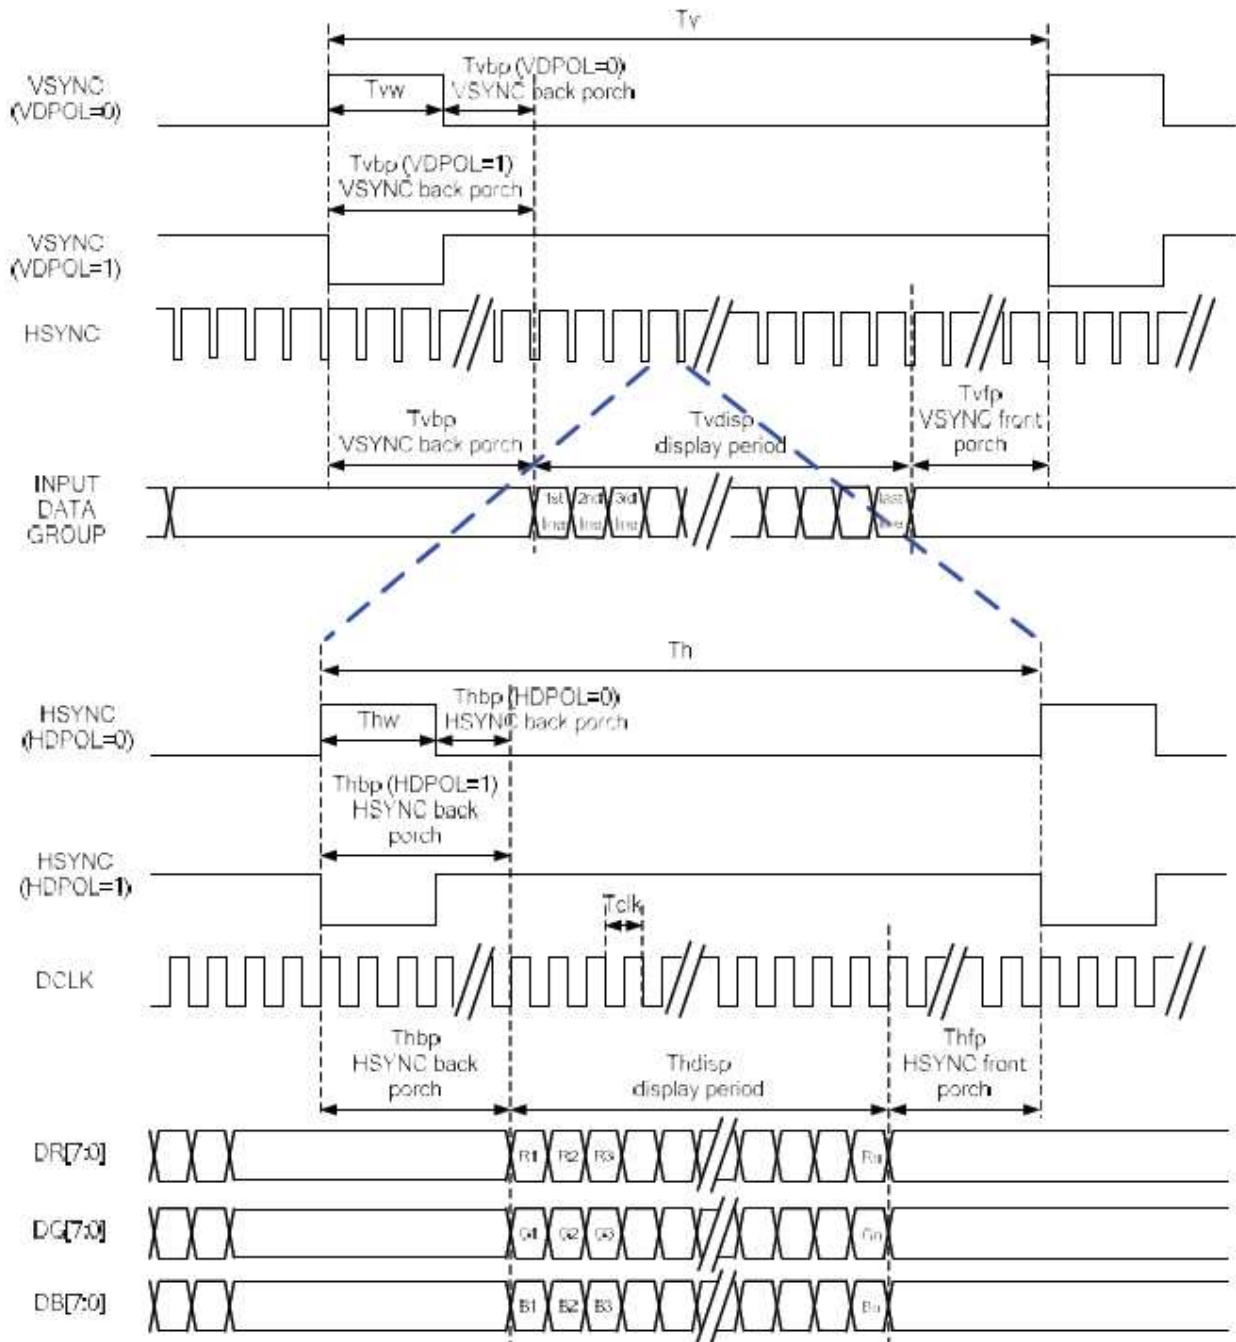 Tv
VSYNC
(VDPOL=0)
Tvw
Tvbp (VDPOL=0)
VSYNC back porch
Tvbp (VDPOL=1)
VSYNC back porch
VSYNC
(VDPOL=1)
HSYNC
Tvbp
VSYNC back porch
Tvdisp
display period
Tvfp
VSYNC front
porch
INPUT
DATA
GROUP
1st
line
2nd
line
3rd
line
last
line
Th
HSYNC
(HDPOL=0)
Thw
Thbp (HDPOL=0)
HSYNC back porch
Thbp (HDPOL=1)
HSYNC back
porch
HSYNC
(HDPOL=1)
Tclk
DCLK
Thbp
HSYNC back
porch
Thdisp
display period
Thfp
HSYNC front
porch
DR[7:0]
R1 R2 R3 Rn
DG[7:0]
G1 G2 G3 Gn
DB[7:0]
B1 B2 B3 Bn